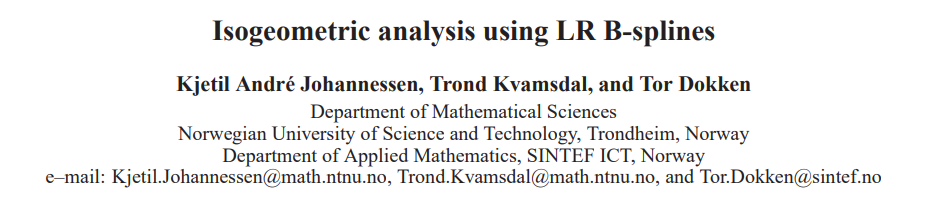 Isogeometric analysis using LR B-splines
Kjetil André Johannessen, Trond Kvamsdal, and Tor Dokken
Department of Mathematical Sciences
Norwegian University of Science and Technology, Trondheim, Norway
Department of Applied Mathematics, SINTEF ICT, Norway
e–mail: Kjetil.Johannessen@math.ntnu.no, Trond.Kvamsdal@math.ntnu.no, and Tor.Dokken@sintef.no